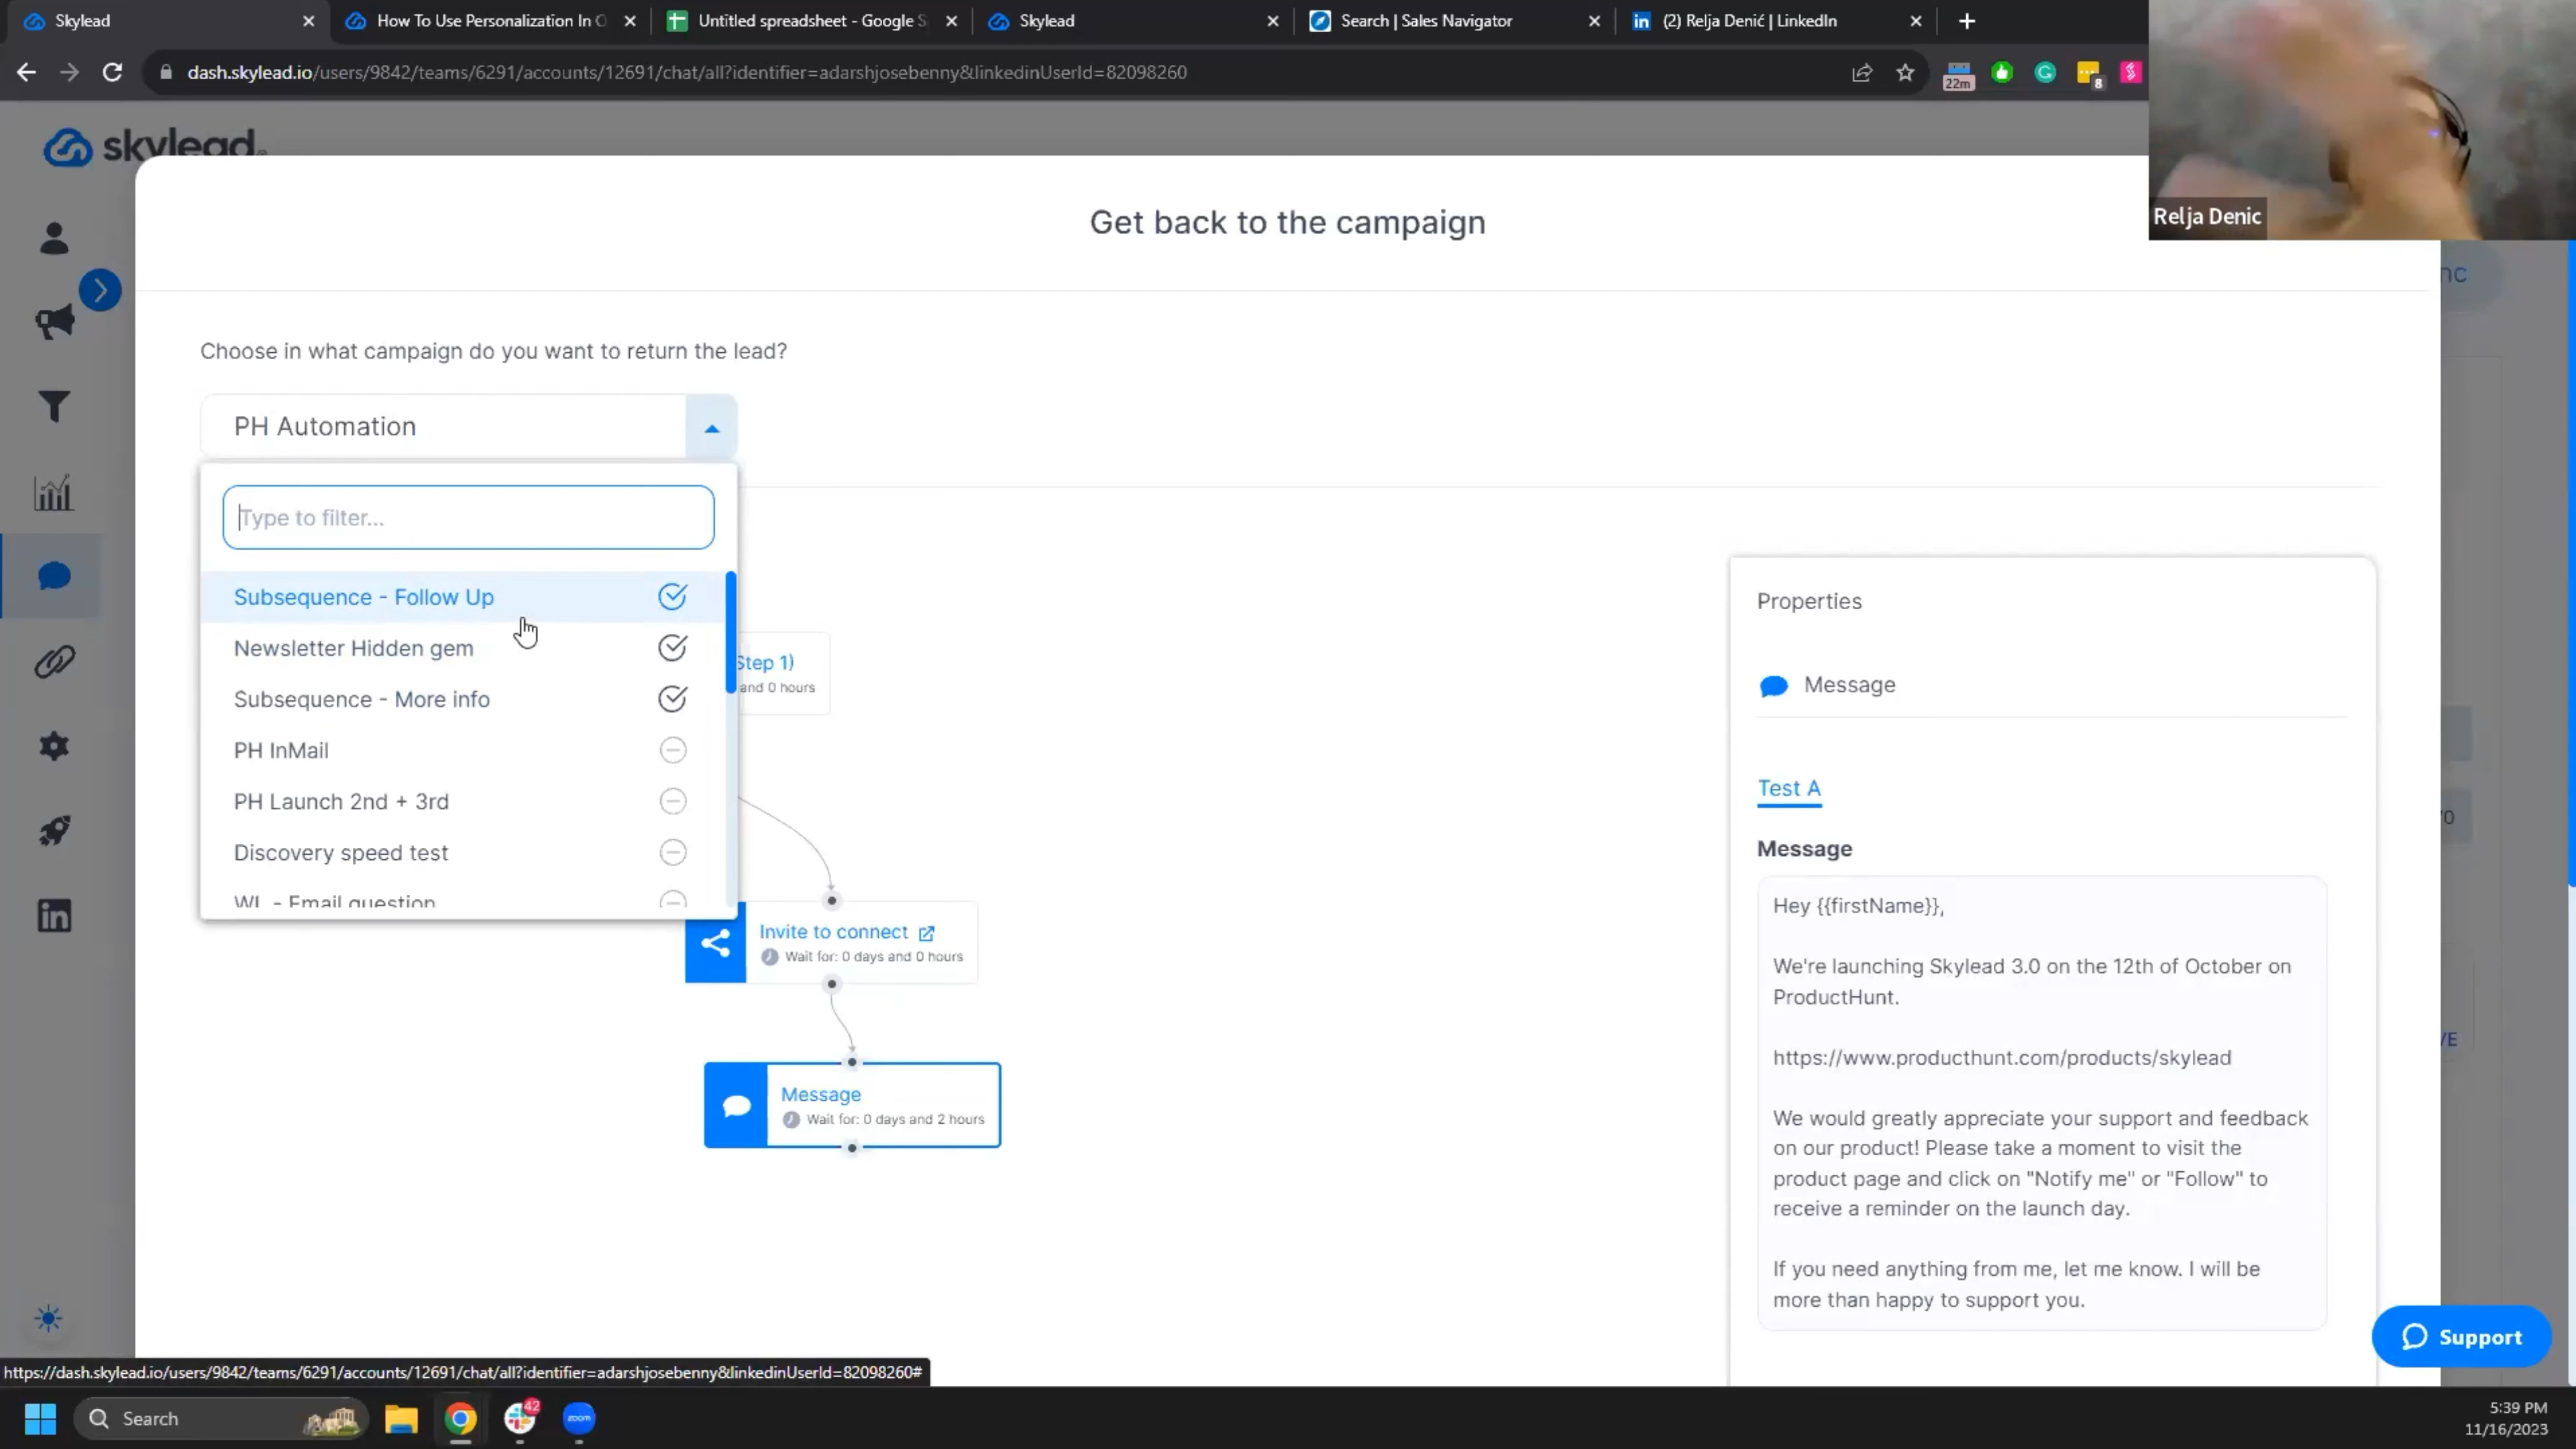 Skylead
How To Use Personalization In O
Untitled spreadsheet - Google S
Skylead
Search | Sales Navigator
(2) Relja Denić | LinkedIn
dash.skylead.io/users/9842/teams/6291/accounts/12691/chat/all?identifier=adarshjosebenny&linkedinUserId=82098260
22m
8
skylead
Relja Denic
Get back to the campaign
nc
Choose in what campaign do you want to return the lead?
PH Automation
Type to filter...
Subsequence - Follow Up
Newsletter Hidden gem
Subsequence - More info
PH InMail
PH Launch 2nd + 3rd
Discovery speed test
WL - Email question
Step 1)
and 0 hours
Invite to connect
Wait for: 0 days and 0 hours
Message
Wait for: 0 days and 2 hours
Properties
Message
Test A
Message
Hey {{firstName}},
We're launching Skylead 3.0 on the 12th of October on
ProductHunt.
https://www.producthunt.com/products/skylead
We would greatly appreciate your support and feedback
on our product! Please take a moment to visit the
product page and click on "Notify me" or "Follow" to
receive a reminder on the launch day.
If you need anything from me, let me know. I will be
more than happy to support you.
Support
https://dash.skylead.io/users/9842/teams/6291/accounts/12691/chat/all?identifier=adarshjosebenny&linkedinUserId=82098260#
Search
42
zoom
5:39 PM
11/16/2023